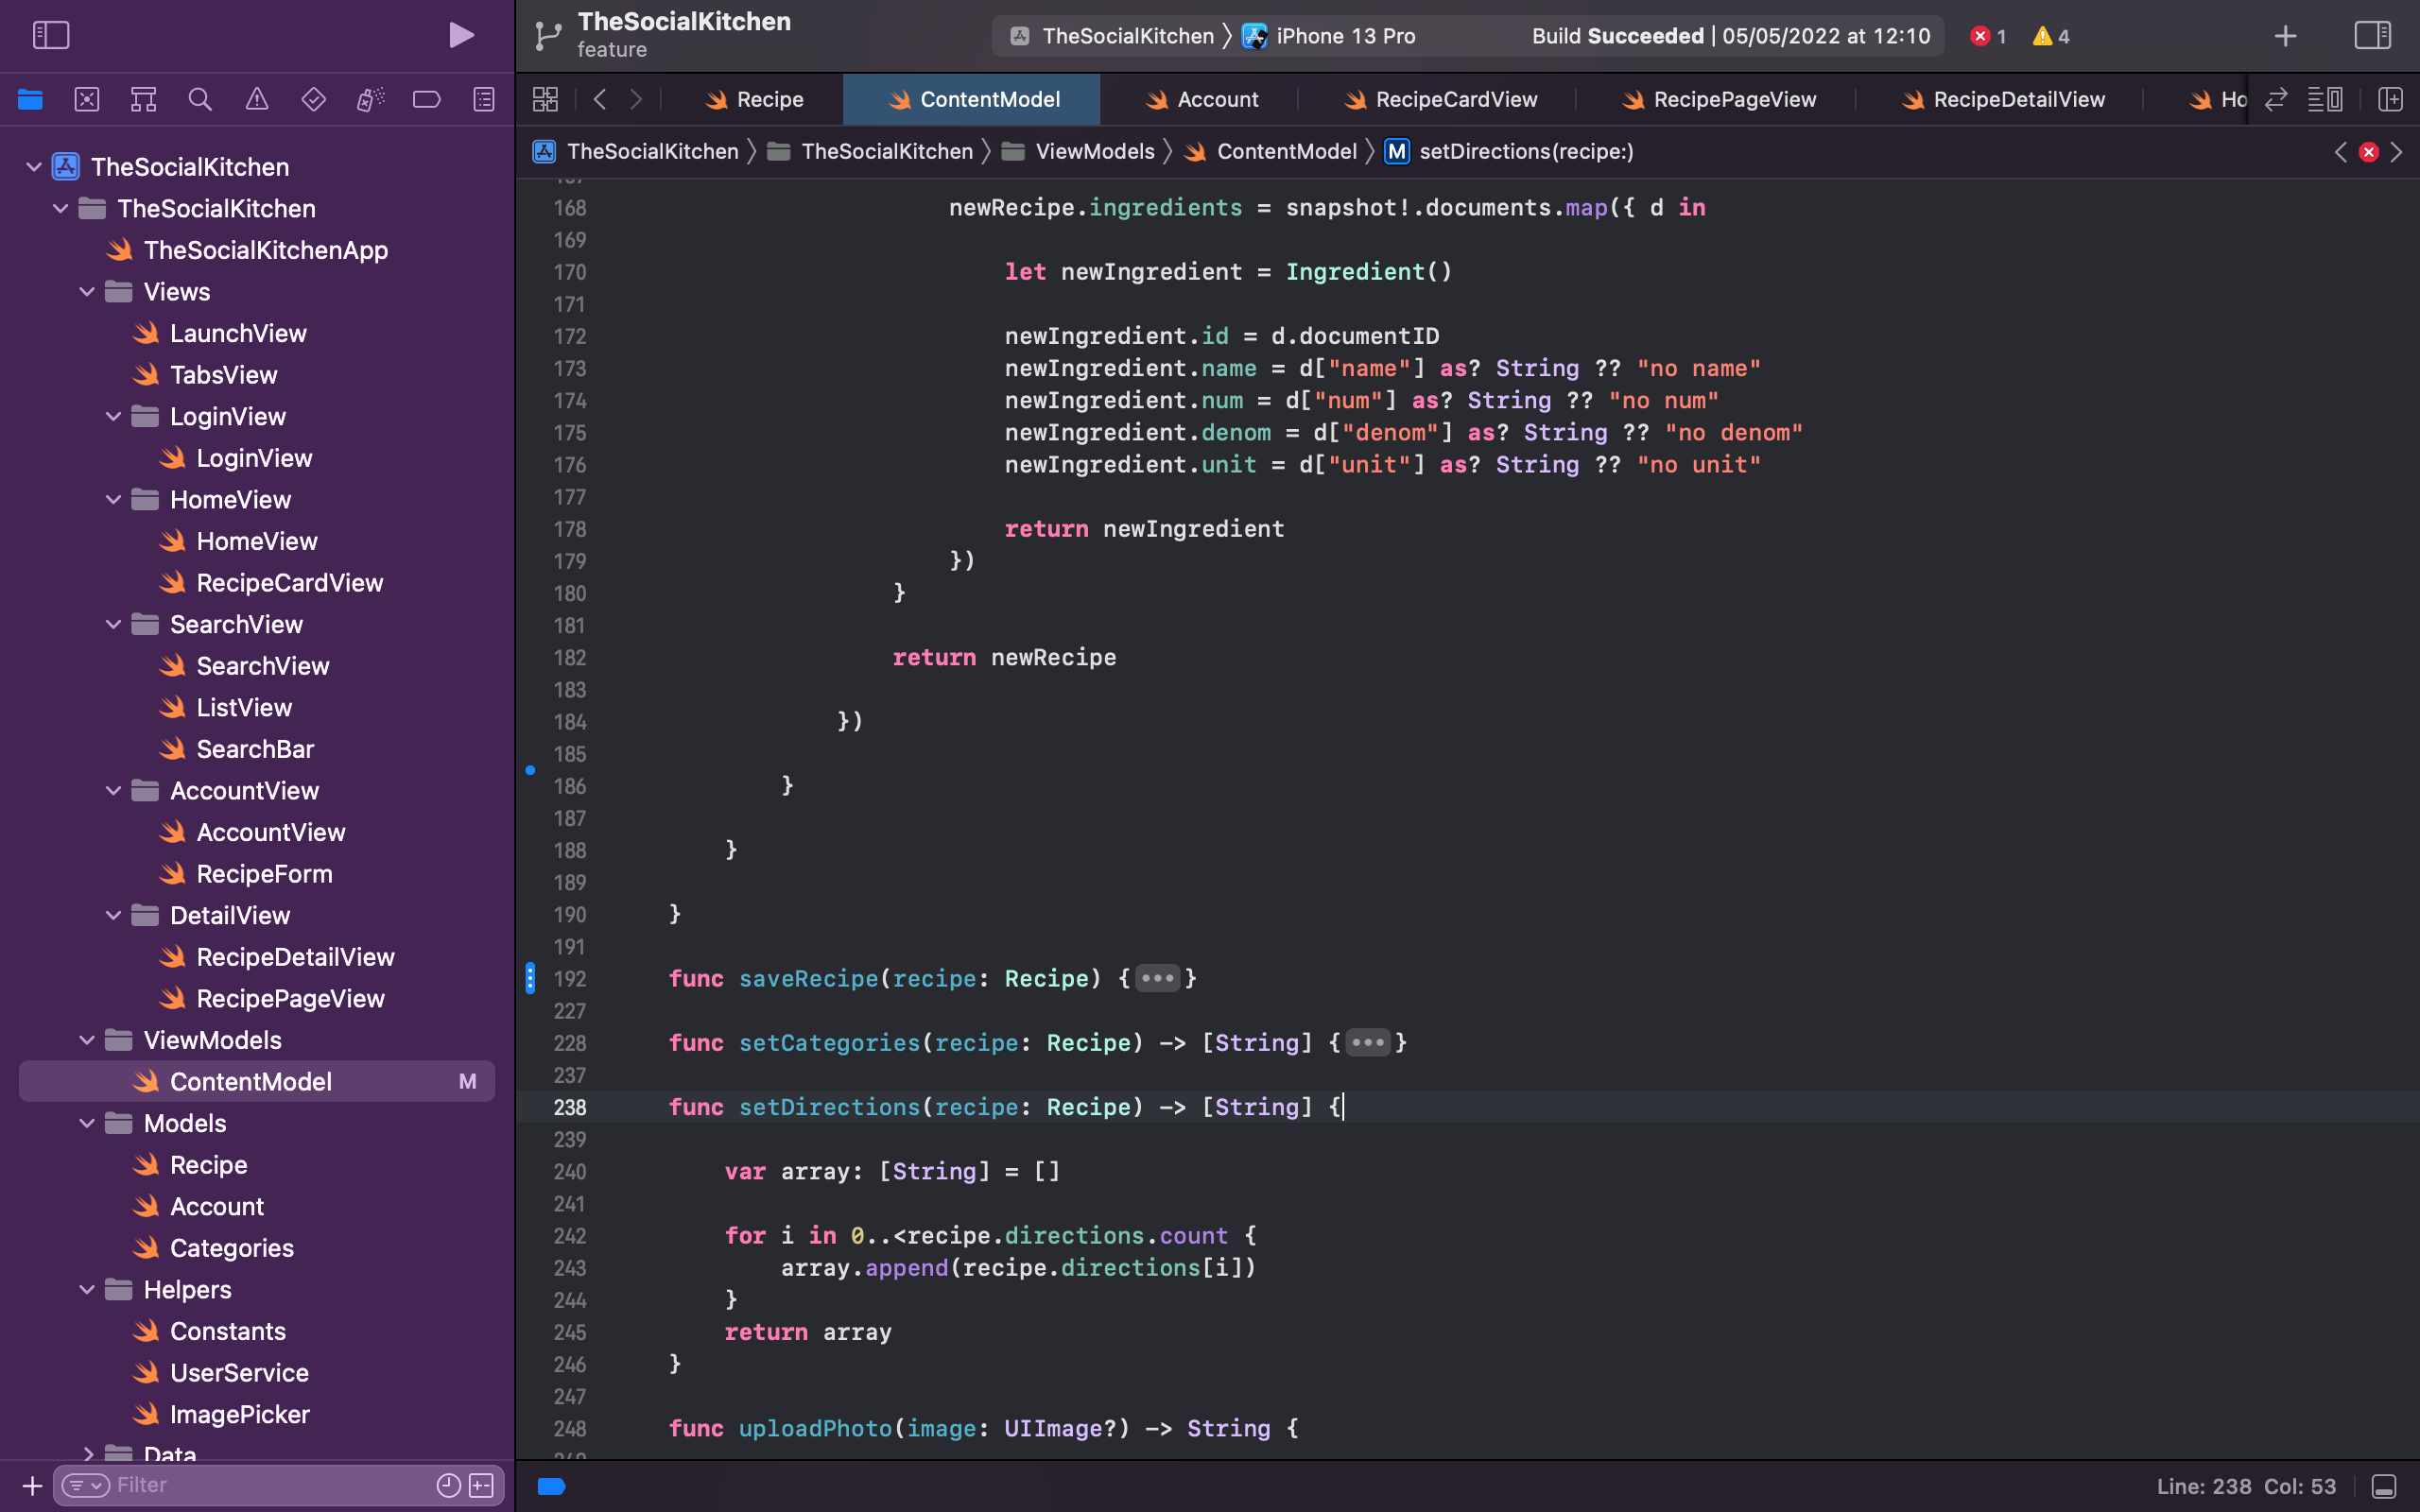 TheSocialKitchen
feature
TheSocialKitchen
iPhone 13 Pro
Build Succeeded | 05/05/2022 at 12:10
1
4
Recipe
ContentModel
Account
RecipeCardView
RecipePageView
RecipeDetailView
Ho
TheSocialKitchen
TheSocialKitchen
ViewModels
ContentModel
M
setDirections(recipe:)
TheSocialKitchen
TheSocialKitchen
TheSocialKitchenApp
Views
LaunchView
TabsView
LoginView
LoginView
HomeView
HomeView
RecipeCardView
SearchView
SearchView
ListView
SearchBar
AccountView
AccountView
RecipeForm
DetailView
RecipeDetailView
RecipePageView
ViewModels
ContentModel M
Models
Recipe
Account
Categories
Helpers
Constants
UserService
ImagePicker
Data
Filter
168 newRecipe.ingredients = snapshot!.documents.map({ d in
169
170 let newIngredient = Ingredient()
171
172 newIngredient.id = d.documentID
173 newIngredient.name = d["name"] as? String ?? "no name"
174 newIngredient.num = d["num"] as? String ?? "no num"
175 newIngredient.denom = d["denom"] as? String ?? "no denom"
176 newIngredient.unit = d["unit"] as? String ?? "no unit"
177
178 return newIngredient
179 })
180 }
181
182 return newRecipe
183
184 })
185
186 }
187
188 }
189
190 }
191
192 func saveRecipe(recipe: Recipe) {•••}
227
228 func setCategories(recipe: Recipe) -> [String] {•••}
237
238 func setDirections(recipe: Recipe) -> [String] {
239
240 var array: [String] = []
241
242 for i in 0..<recipe.directions.count {
243 array.append(recipe.directions[i])
244 }
245 return array
246 }
247
248 func uploadPhoto(image: UIImage?) -> String {
Line: 238 Col: 53